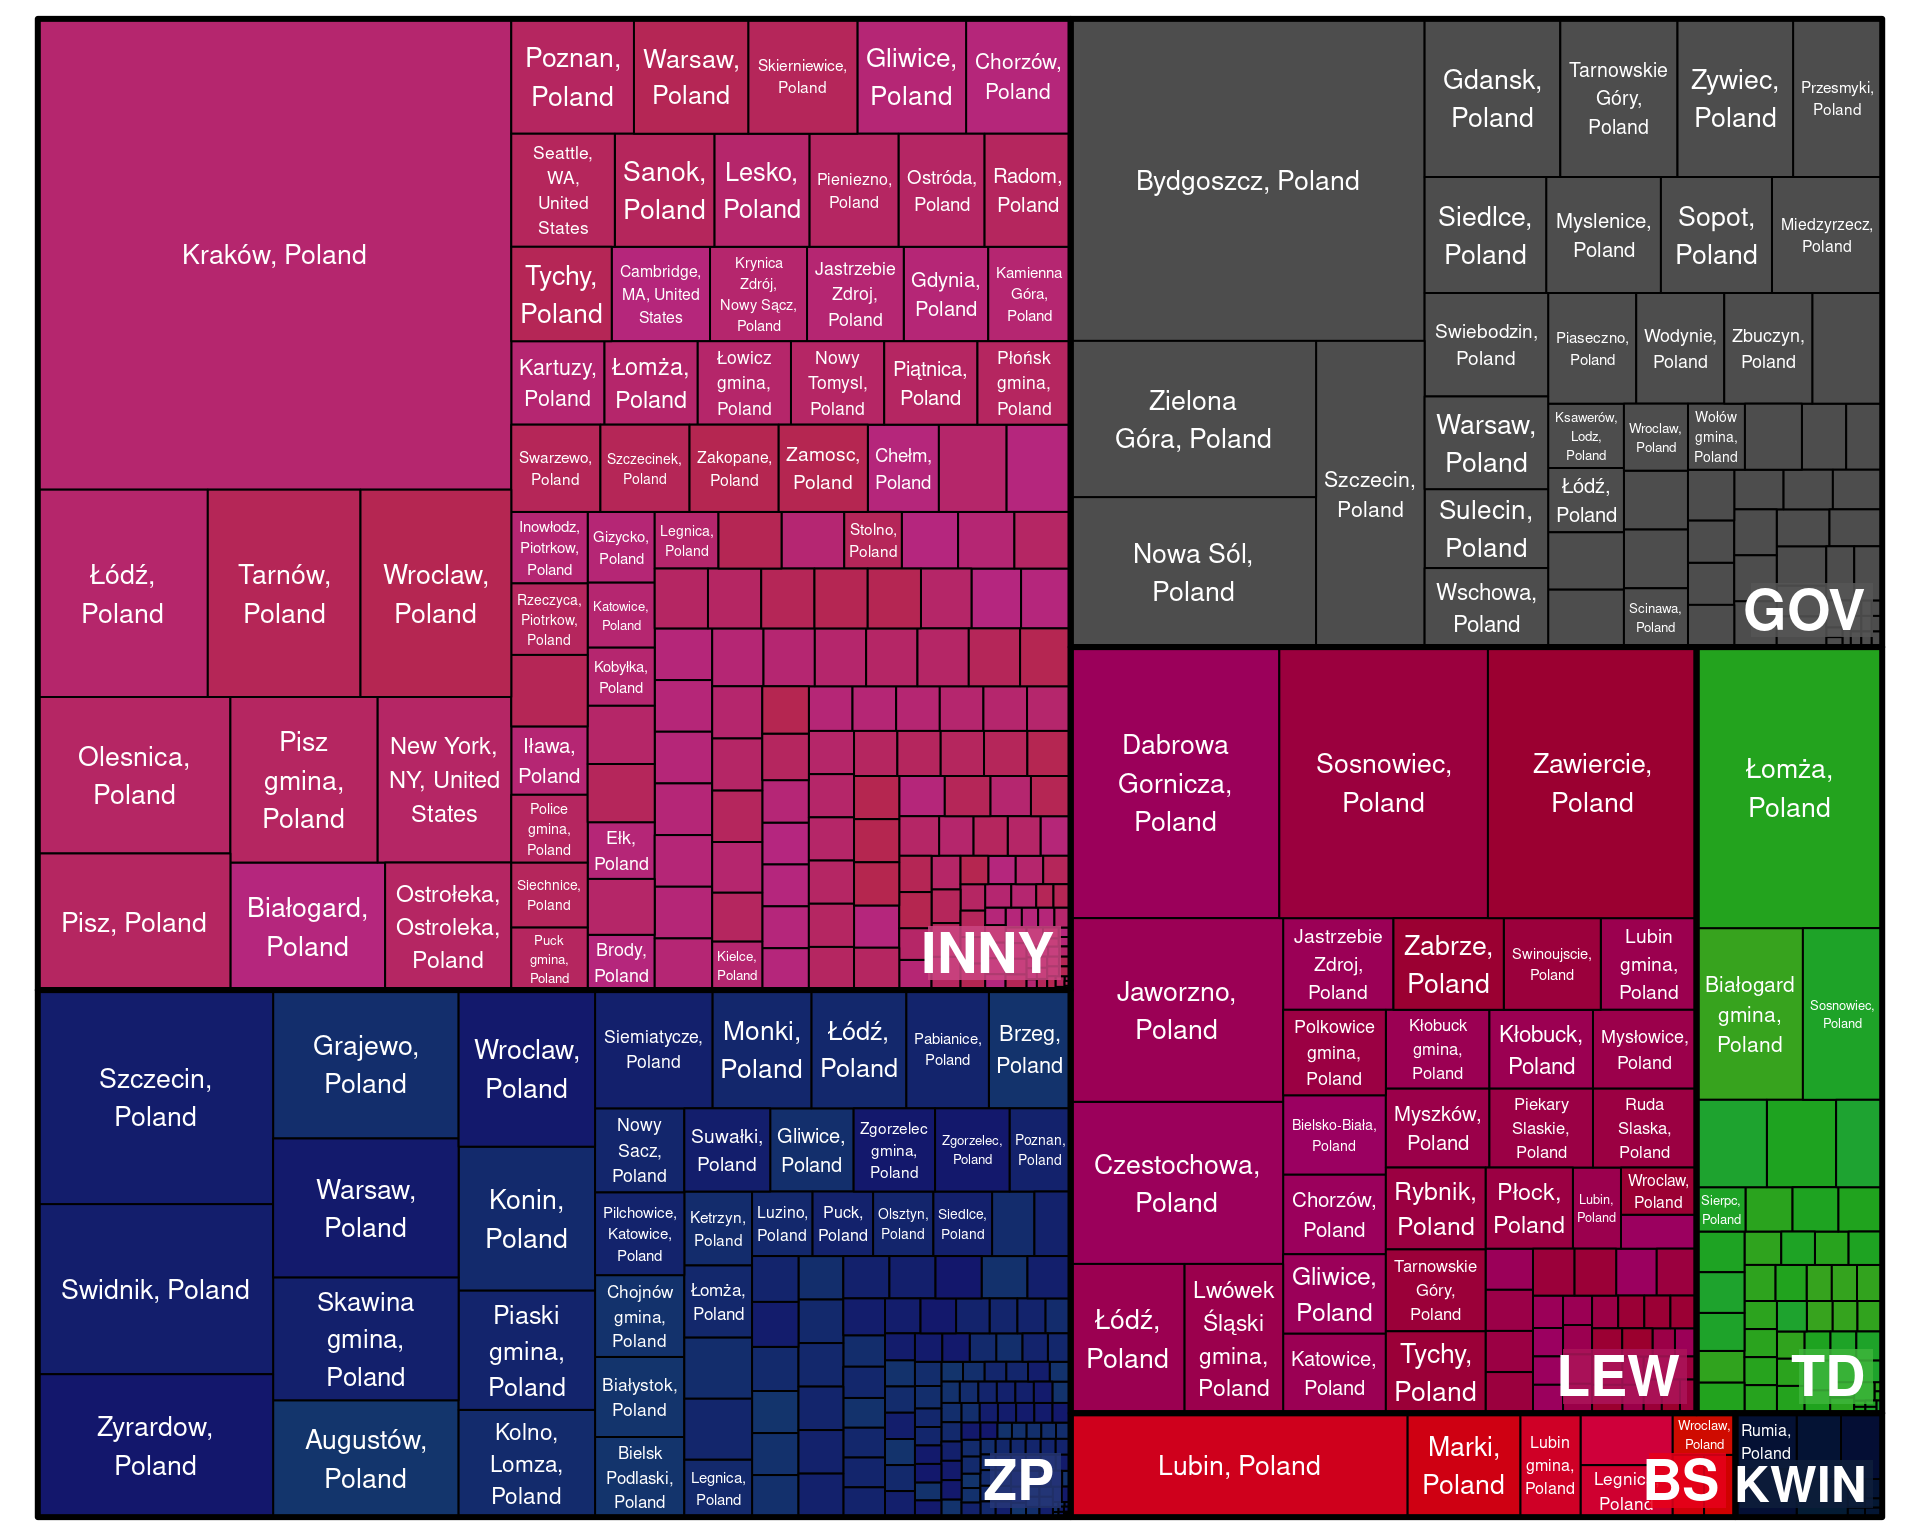 Kraków, Poland
Łódź,
Poland
Tarnów,
Poland
Wroclaw,
Poland
Olesnica,
Poland
Pisz
gmina,
Poland
New York,
NY, United
States
Pisz, Poland
Białogard,
Poland
Ostrołeka,
Ostroleka,
Poland
Poznan,
Poland
Warsaw,
Poland
Skierniewice,
Poland
Gliwice,
Poland
Chorzów,
Poland
Seattle,
WA,
United
States
Sanok,
Poland
Lesko,
Poland
Pieniezno,
Poland
Ostróda,
Poland
Radom,
Poland
Tychy,
Poland
Cambridge,
MA, United
States
Krynica
Zdrój,
Nowy Sącz,
Poland
Jastrzebie
Zdroj,
Poland
Gdynia,
Poland
Kamienna
Góra,
Poland
Kartuzy,
Poland
Łomża,
Poland
Łowicz
gmina,
Poland
Nowy
Tomysl,
Poland
Piątnica,
Poland
Płońsk
gmina,
Poland
Swarzewo,
Poland
Szczecinek,
Poland
Zakopane,
Poland
Zamosc,
Poland
Chełm,
Poland
Inowłodz,
Piotrkow,
Poland
Gizycko,
Poland
Legnica,
Poland
Stolno,
Poland
Rzeczyca,
Piotrkow,
Poland
Katowice,
Poland
Kobyłka,
Poland
Iława,
Poland
Police
gmina,
Poland
Ełk,
Poland
Siechnice,
Poland
Puck
gmina,
Poland
Brody,
Poland
Kielce,
Poland
INNY
Bydgoszcz, Poland
Zielona
Góra, Poland
Nowa Sól,
Poland
Szczecin,
Poland
Gdansk,
Poland
Tarnowskie
Góry,
Poland
Zywiec,
Poland
Przesmyki,
Poland
Siedlce,
Poland
Myslenice,
Poland
Sopot,
Poland
Miedzyrzecz,
Poland
Swiebodzin,
Poland
Piaseczno,
Poland
Wodynie,
Poland
Zbuczyn,
Poland
Warsaw,
Poland
Ksawerów,
Lodz,
Poland
Wroclaw,
Poland
Wołów
gmina,
Poland
Łódź,
Poland
Sulecin,
Poland
Wschowa,
Poland
Scinawa,
Poland
GOV
Szczecin,
Poland
Swidnik, Poland
Zyrardow,
Poland
Grajewo,
Poland
Warsaw,
Poland
Skawina
gmina,
Poland
Augustów,
Poland
Wroclaw,
Poland
Konin,
Poland
Piaski
gmina,
Poland
Kolno,
Lomza,
Poland
Siemiatycze,
Poland
Monki,
Poland
Łódź,
Poland
Pabianice,
Poland
Brzeg,
Poland
Nowy
Sacz,
Poland
Suwałki,
Poland
Gliwice,
Poland
Zgorzelec
gmina,
Poland
Zgorzelec,
Poland
Poznan,
Poland
Pilchowice,
Katowice,
Poland
Ketrzyn,
Poland
Luzino,
Poland
Puck,
Poland
Olsztyn,
Poland
Siedlce,
Poland
Chojnów
gmina,
Poland
Łomża,
Poland
Białystok,
Poland
Bielsk
Podlaski,
Poland
Legnica,
Poland
ZP
Dabrowa
Gornicza,
Poland
Sosnowiec,
Poland
Zawiercie,
Poland
Jaworzno,
Poland
Czestochowa,
Poland
Łódź,
Poland
Lwówek
Śląski
gmina,
Poland
Jastrzebie
Zdroj,
Poland
Zabrze,
Poland
Swinoujscie,
Poland
Lubin
gmina,
Poland
Polkowice
gmina,
Poland
Kłobuck
gmina,
Poland
Kłobuck,
Poland
Mysłowice,
Poland
Bielsko-Biała,
Poland
Myszków,
Poland
Piekary
Slaskie,
Poland
Ruda
Slaska,
Poland
Chorzów,
Poland
Rybnik,
Poland
Płock,
Poland
Lubin,
Poland
Wroclaw,
Poland
Gliwice,
Poland
Tarnowskie
Góry,
Poland
Katowice,
Poland
Tychy,
Poland
LEW
Łomża,
Poland
Białogard
gmina,
Poland
Sosnowiec,
Poland
Sierpc,
Poland
TD
Lubin, Poland
Marki,
Poland
Lubin
gmina,
Poland
Legnica,
Poland
Wroclaw,
Poland
BS
Rumia,
Poland
KWIN